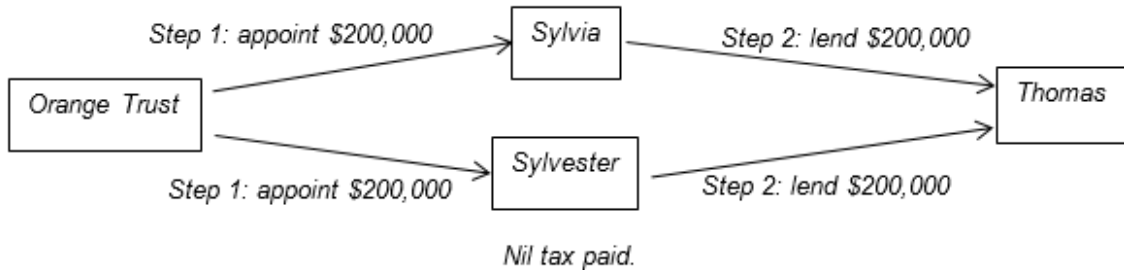 Step 1: appoint $200,000
Sylvia
Step 2: lend $200,000
Orange Trust
Thomas
Sylvester
Step 1: appoint $200,000
Step 2: lend $200,000
Nil tax paid.